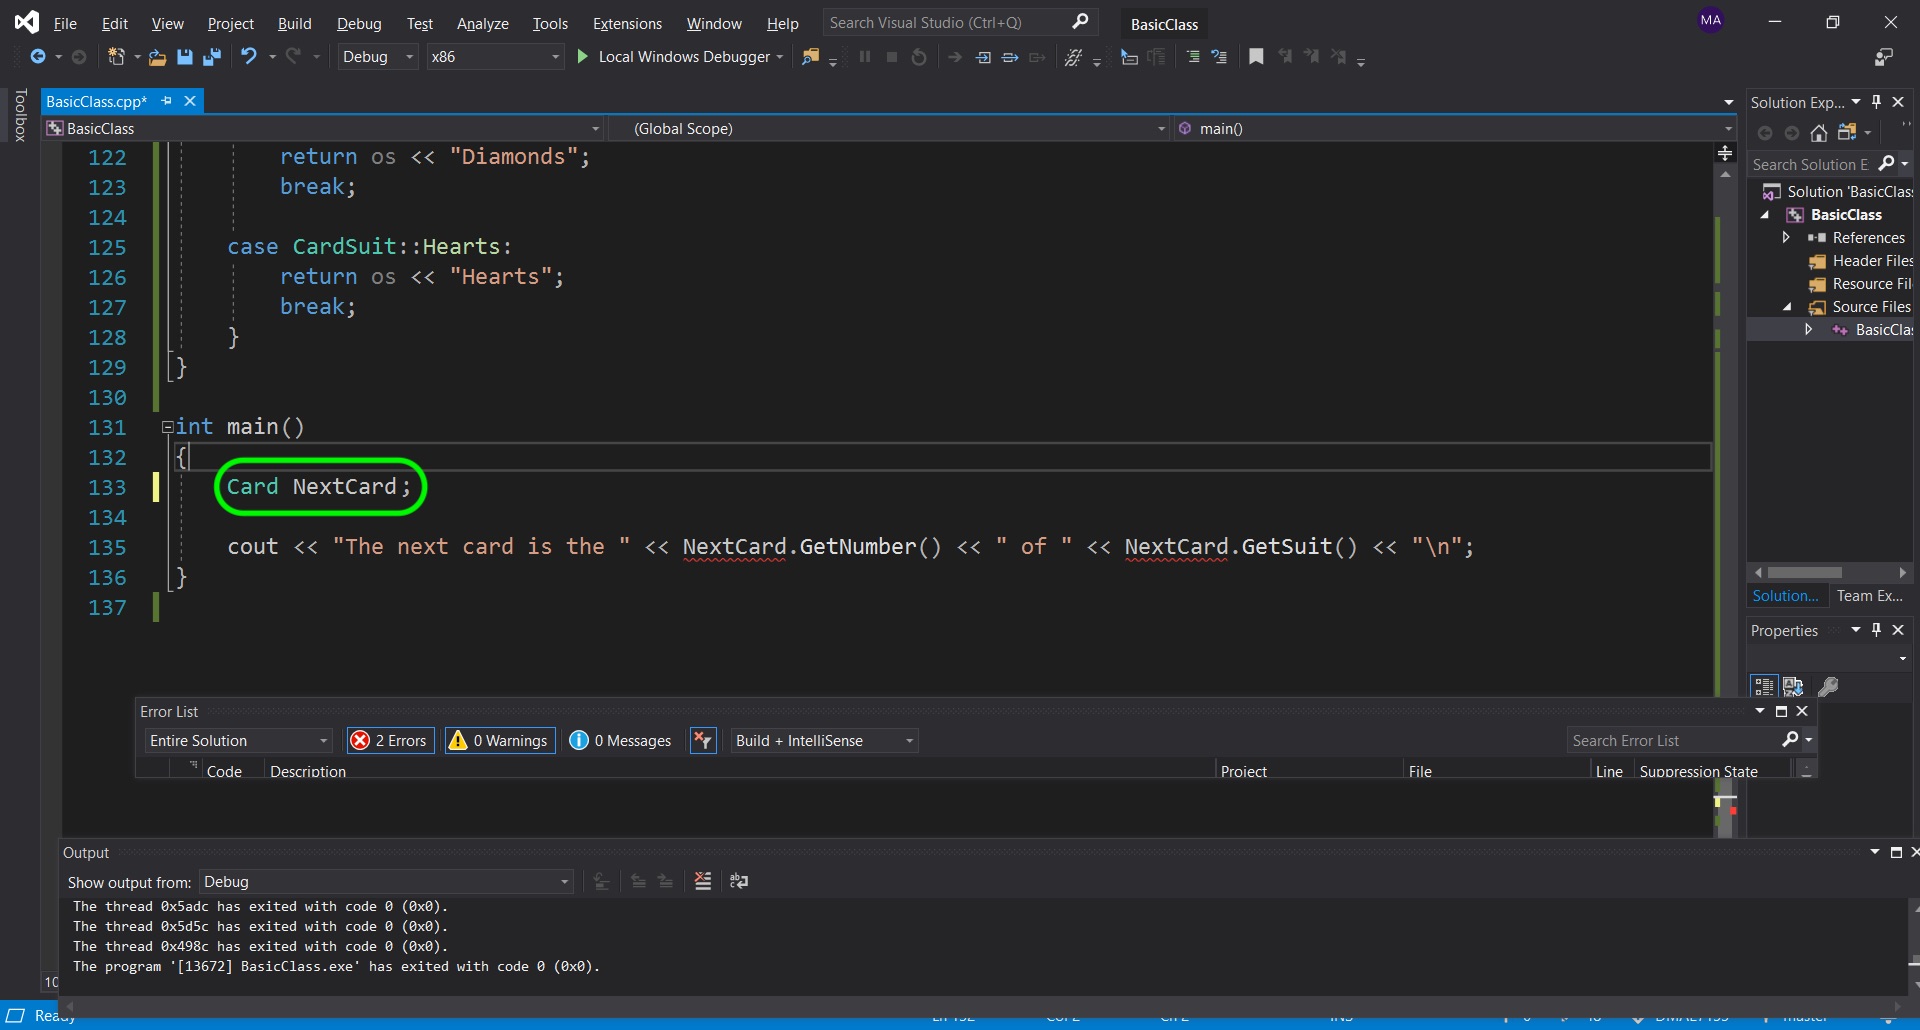 File Edit View Project Build Debug Test Analyze Tools Extensions Window Help Search Visual Studio (Ctrl+Q) BasicClass MA
Debug x86 Local Windows Debugger
Toolbox
BasicClass.cpp*
BasicClass (Global Scope) main()
122 return os << "Diamonds";
123 break;
124
125 case CardSuit::Hearts:
126 return os << "Hearts";
127 break;
128 }
129 }
130
131 int main()
132 {
133 Card NextCard;
134
135 cout << "The next card is the " << NextCard.GetNumber() << " of " << NextCard.GetSuit() << "\n";
136 }
137
Solution Exp...
Search Solution E
Solution 'BasicClass
BasicClass
References
Header Files
Resource Fil
Source Files
BasicClas
Solution... Team Ex...
Properties
Error List
Entire Solution 2 Errors 0 Warnings 0 Messages Build + IntelliSense Search Error List
Code Description Project File Line Suppression State
Output
Show output from: Debug
The thread 0x5adc has exited with code 0 (0x0).
The thread 0x5d5c has exited with code 0 (0x0).
The thread 0x498c has exited with code 0 (0x0).
The program '[13672] BasicClass.exe' has exited with code 0 (0x0).
10
Ready